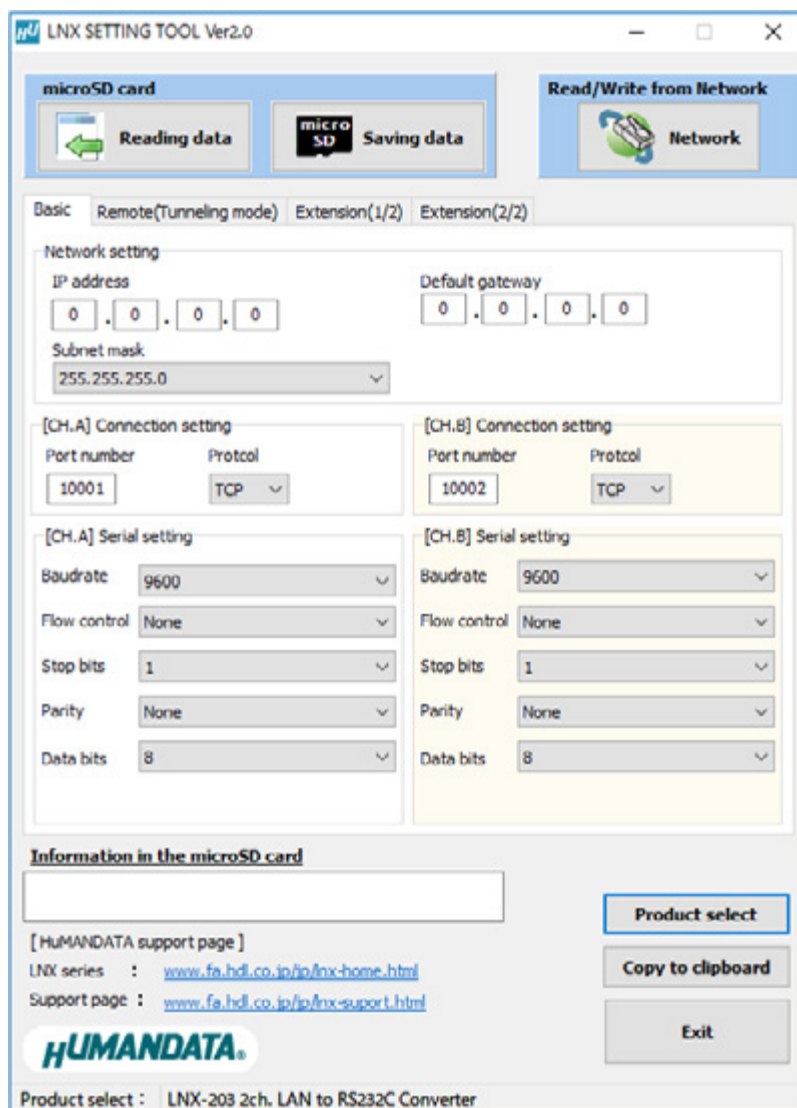 HU LNX SETTING TOOL Ver2.0
microSD card
Reading data
micro
SD
Saving data
Read/Write from Network
Network
Basic Remote(Tunneling mode) Extension(1/2) Extension(2/2)
Network setting
IP address
0 . 0 . 0 . 0
Default gateway
0 . 0 . 0 . 0
Subnet mask
255.255.255.0
[CH.A] Connection setting
Port number Protcol
10001 TCP
[CH.B] Connection setting
Port number Protcol
10002 TCP
[CH.A] Serial setting
Baudrate 9600
Flow control None
Stop bits 1
Parity None
Data bits 8
[CH.B] Serial setting
Baudrate 9600
Flow control None
Stop bits 1
Parity None
Data bits 8
Information in the microSD card
[ HuMANDATA support page ]
LNX series : www.fa.hdl.co.jp/jp/lnx-home.html
Support page : www.fa.hdl.co.jp/jp/lnx-suport.html
HUMANDATA®
Product select
Copy to clipboard
Exit
Product select : LNX-203 2ch. LAN to RS232C Converter